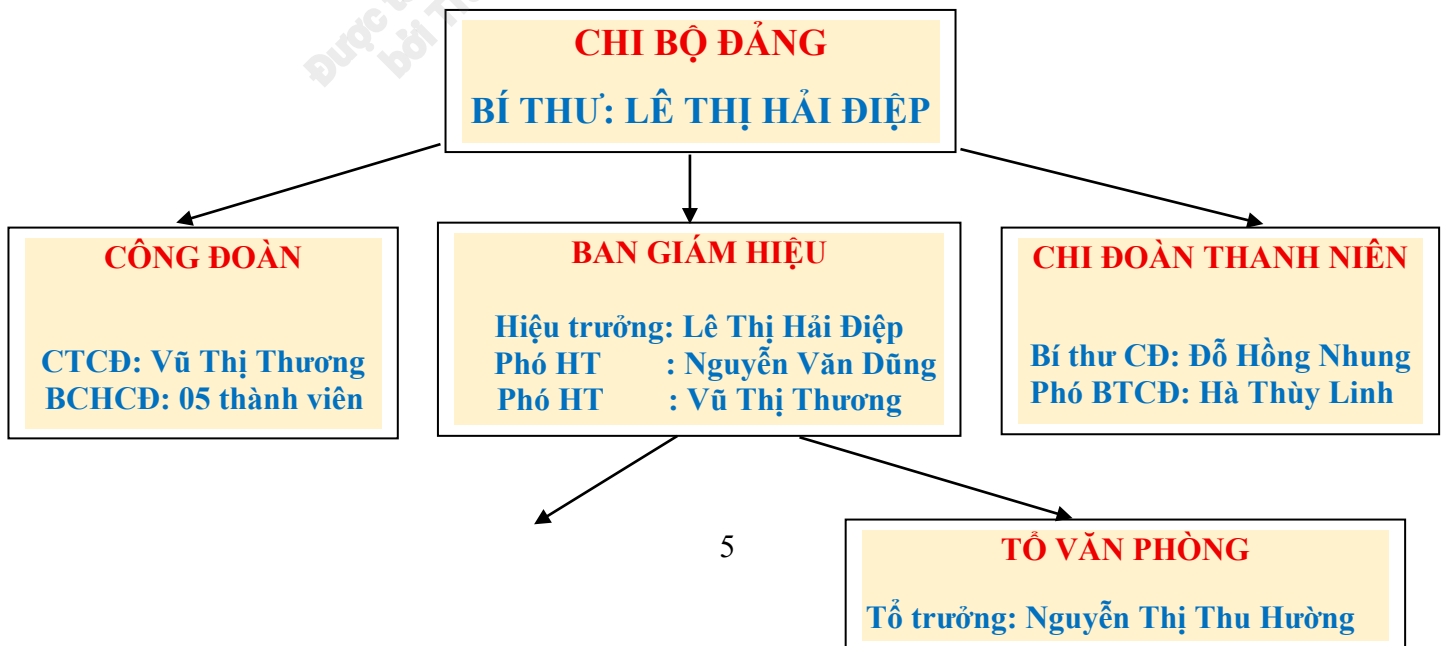 CHI BỘ ĐẢNG
BÍ THƯ: LÊ THỊ HẢI ĐIỆP
CÔNG ĐOÀN
CTCĐ: Vũ Thị Thương
BCHCĐ: 05 thành viên
BAN GIÁM HIỆU
Hiệu trưởng: Lê Thị Hải Điệp
Phó HT : Nguyễn Văn Dũng
Phó HT : Vũ Thị Thương
CHI ĐOÀN THANH NIÊN
Bí thư CĐ: Đỗ Hồng Nhung
Phó BTCĐ: Hà Thùy Linh
5
TỔ VĂN PHÒNG
Tổ trưởng: Nguyễn Thị Thu Hường